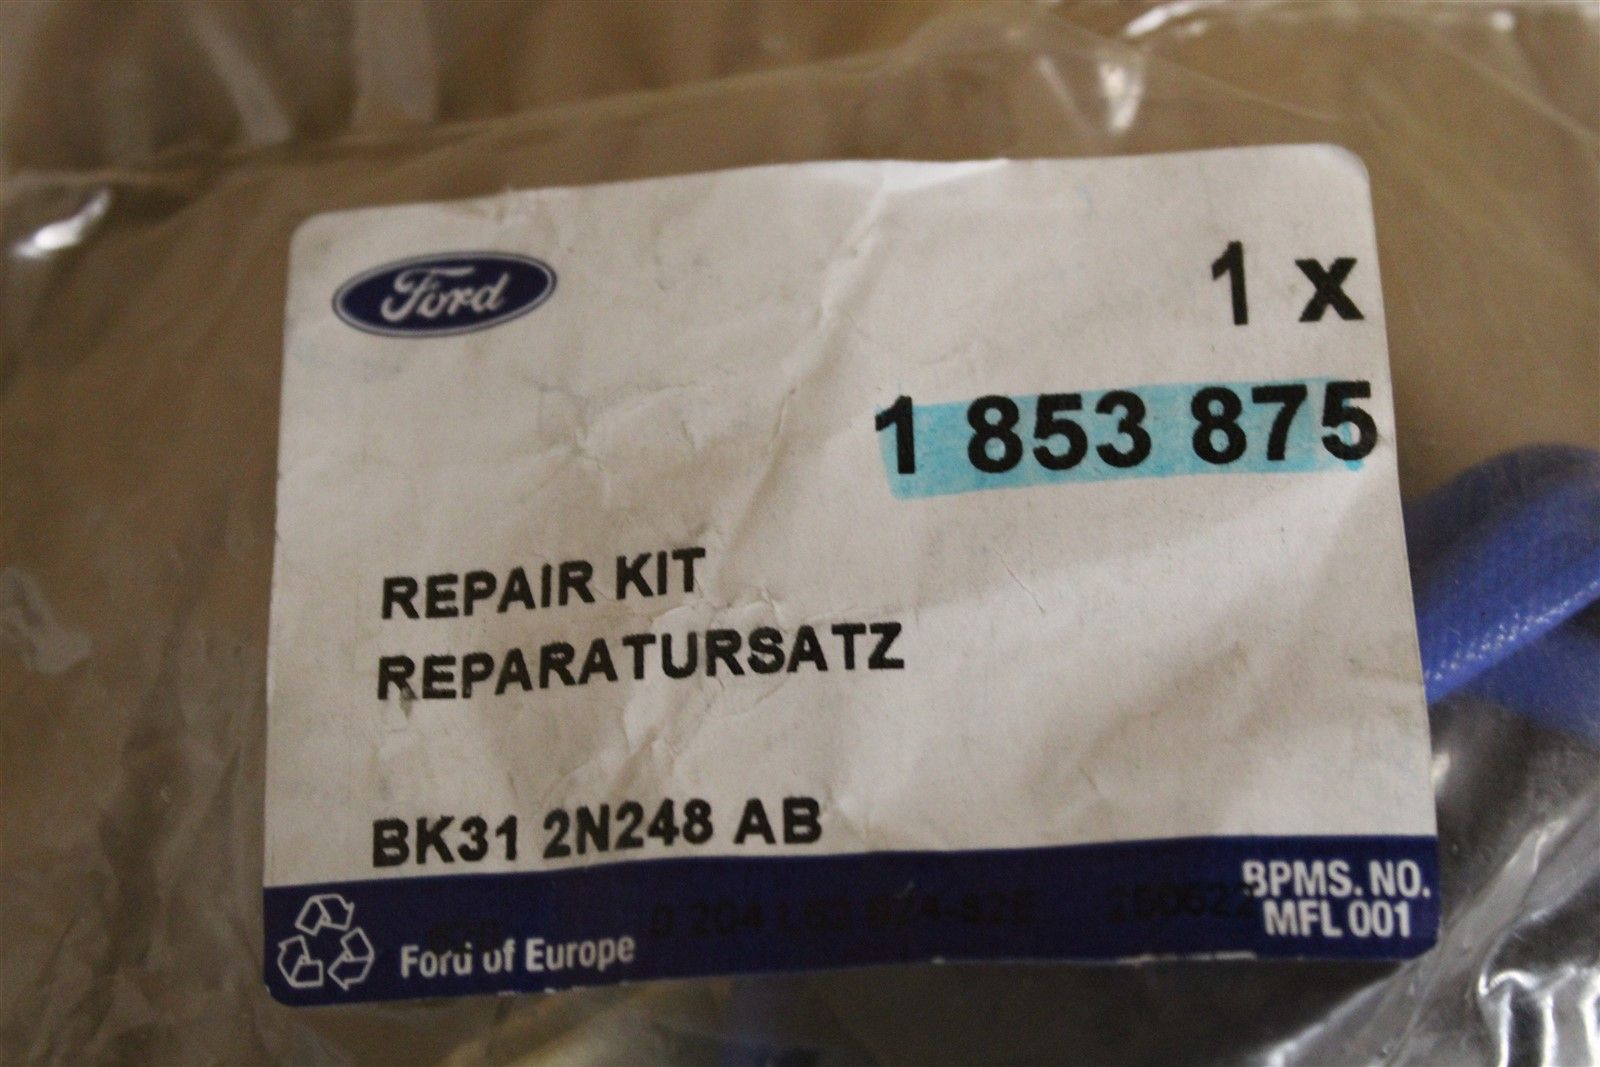 Ford
1 x
1 853 875
REPAIR KIT
REPARATURSATZ
BK31 2N248 AB
BPMS. NO.
MFL 001
Ford of Europe